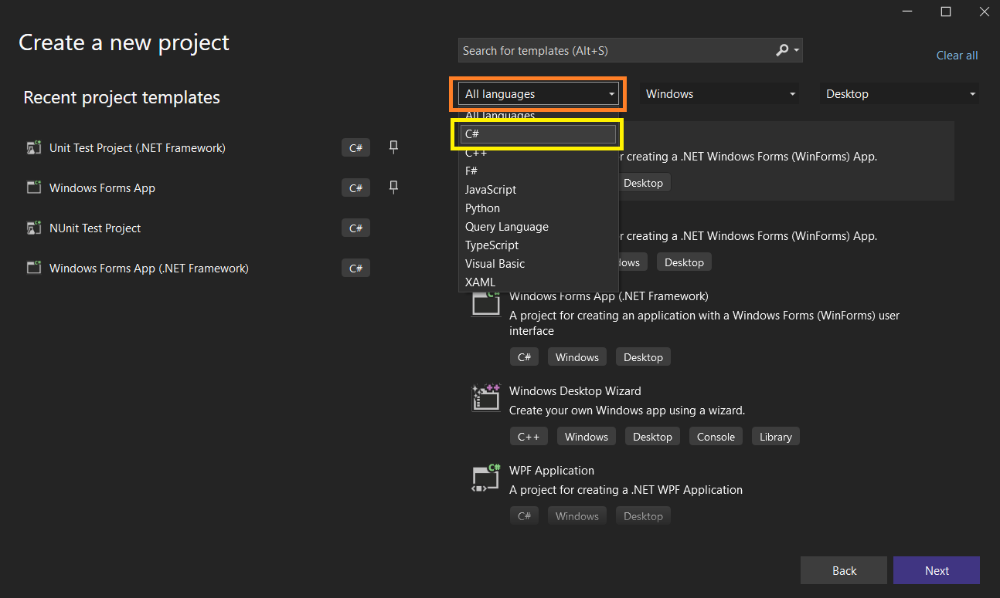 Create a new project
Search for templates (Alt+S)
Clear all
All languages
Windows
Desktop
Recent project templates
Unit Test Project (.NET Framework)
C#
Windows Forms App
C#
NUnit Test Project
C#
Windows Forms App (.NET Framework)
C#
All languages
C#
C++
F#
JavaScript
Python
Query Language
TypeScript
Visual Basic
XAML
r creating a .NET Windows Forms (WinForms) App.
Desktop
r creating a .NET Windows Forms (WinForms) App.
dows
Desktop
Windows Forms App (.NET Framework)
A project for creating an application with a Windows Forms (WinForms) user
interface
C#
Windows
Desktop
Windows Desktop Wizard
Create your own Windows app using a wizard.
C++
Windows
Desktop
Console
Library
WPF Application
A project for creating a .NET WPF Application
C#
Windows
Desktop
Back
Next